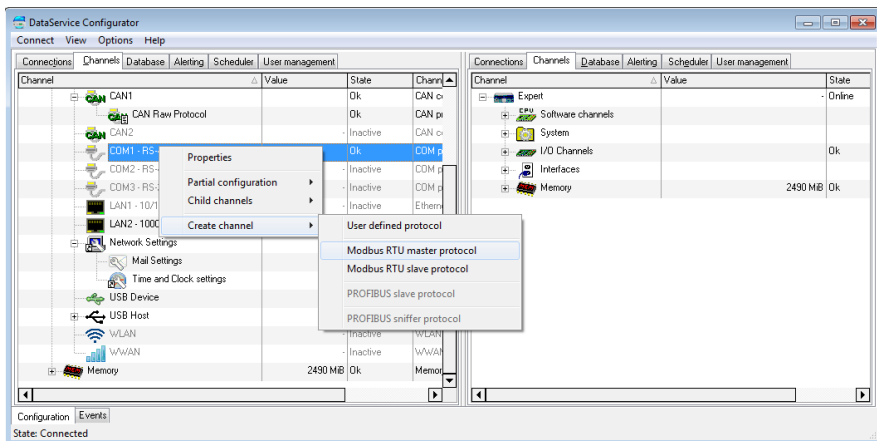 DataService Configurator
Connect View Options Help
Connections Channels Database Alerting Scheduler User management
Channel Value State Chann
CAN1 Ok CAN c
CAN Raw Protocol Ok CAN p
CAN2 - Inactive CAN c
COM1 - RS- Ok COM p
COM2 - RS- - Inactive COM p
COM3 - RS- - Inactive COM p
LAN1 - 10/1 - Inactive Ethern
LAN2 - 100
Network Settings
Mail Settings
Time and Clock settings
USB Device
USB Host
WLAN - Inactive WLAN
WWAN - Inactive WWA
Memory 2490 MiB Ok Memor
Properties
Partial configuration
Child channels
Create channel
User defined protocol
Modbus RTU master protocol
Modbus RTU slave protocol
PROFIBUS slave protocol
PROFIBUS sniffer protocol
Connections Channels Database Alerting Scheduler User management
Channel Value State
Expert - Online
CPU Software channels
System
I/O Channels Ok
Interfaces
Memory 2490 MiB Ok
Configuration Events
State: Connected